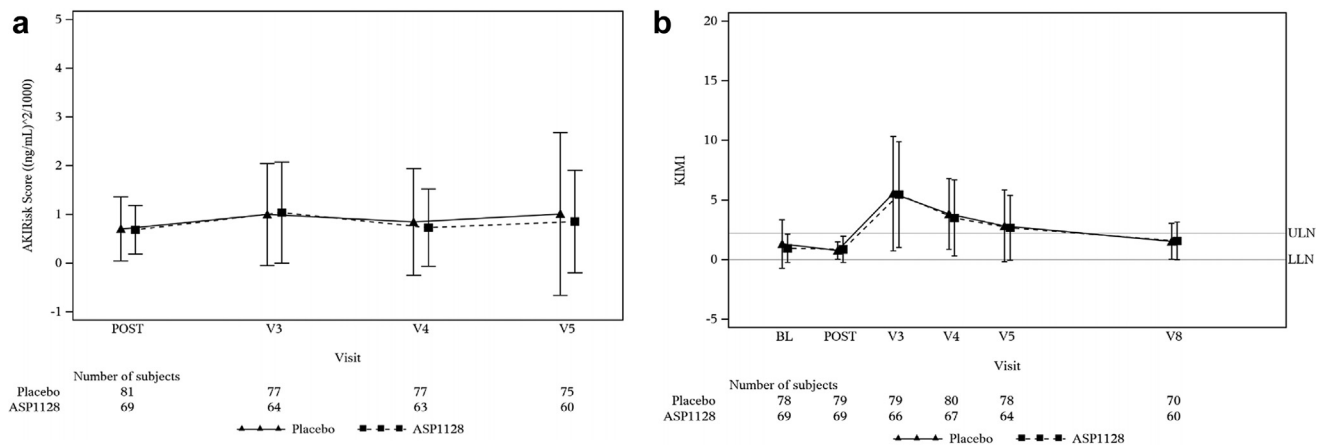 a
AKIRisk Score ((ng/mL)^2/1000)
5
4
3
2
1
0
-1
POST V3 V4 V5
Visit
Number of subjects
Placebo 81 77 77 75
ASP1128 69 64 63 60
Placebo ASP1128
b
KIM1
20
15
10
5
0
-5
ULN
LLN
BL POST V3 V4 V5 V8
Visit
Number of subjects
Placebo 78 79 79 80 78 70
ASP1128 69 69 66 67 64 60
Placebo ASP1128